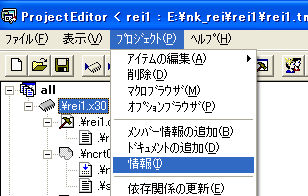 ProjectEditor < rei1 : E:¥nk_rei¥rei1¥rei1.tm
ﾌｧｲﾙ(F) 表示(V) ﾌﾟﾛｼﾞｪｸﾄ(P) ﾍﾙﾌﾟ(H)
all
.¥rei1.x30
.¥rei1.
.¥r
.¥ncrt0
.¥s
ｱｲﾃﾑの編集(A)
削除(D)
ﾏｸﾛﾌﾞﾗｳｻﾞ(M)
ｵﾌﾟｼｮﾝﾌﾞﾗｳｻﾞ(P)
ﾒﾝﾊﾞｰ情報の追加(B)
ﾄﾞｷｭﾒﾝﾄの追加(D)
情報(I)
依存関係の更新(E)